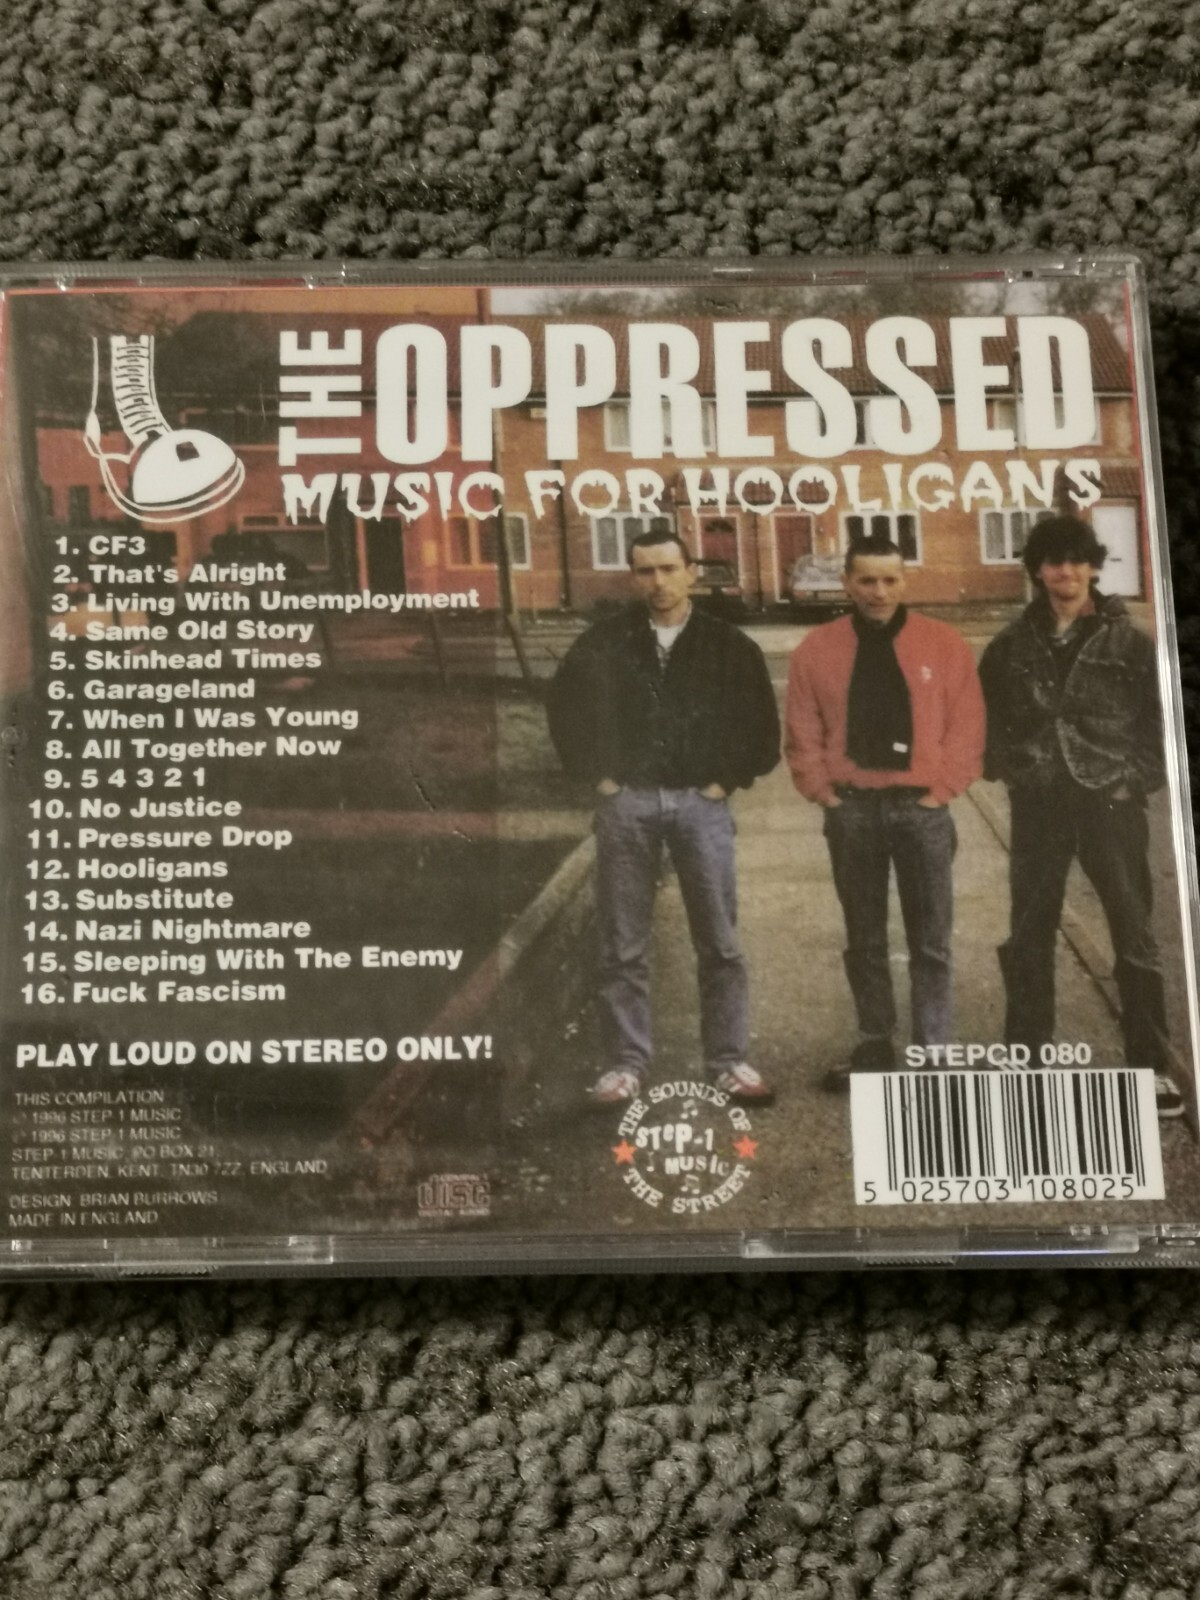 THE OPPRESSED
MUSIC FOR HOOLIGANS
1. CF3
2. That's Alright
3. Living With Unemployment
4. Same Old Story
5. Skinhead Times
6. Garageland
7. When I Was Young
8. All Together Now
9. 5 4 3 2 1
10. No Justice
11. Pressure Drop
12. Hooligans
13. Substitute
14. Nazi Nightmare
15. Sleeping With The Enemy
16. Fuck Fascism
PLAY LOUD ON STEREO ONLY!
THIS COMPILATION
℗ 1996 STEP-1 MUSIC
© 1996 STEP-1 MUSIC
STEP-1 MUSIC, PO BOX 21,
TENTERDEN, KENT. TN30 7ZZ, ENGLAND
DESIGN: BRIAN BURROWS
MADE IN ENGLAND
COMPACT
disc
DIGITAL AUDIO
THE SOUNDS OF
STEP-1
MUSIC
THE STREET
STEPCD 080
5 025703 108025